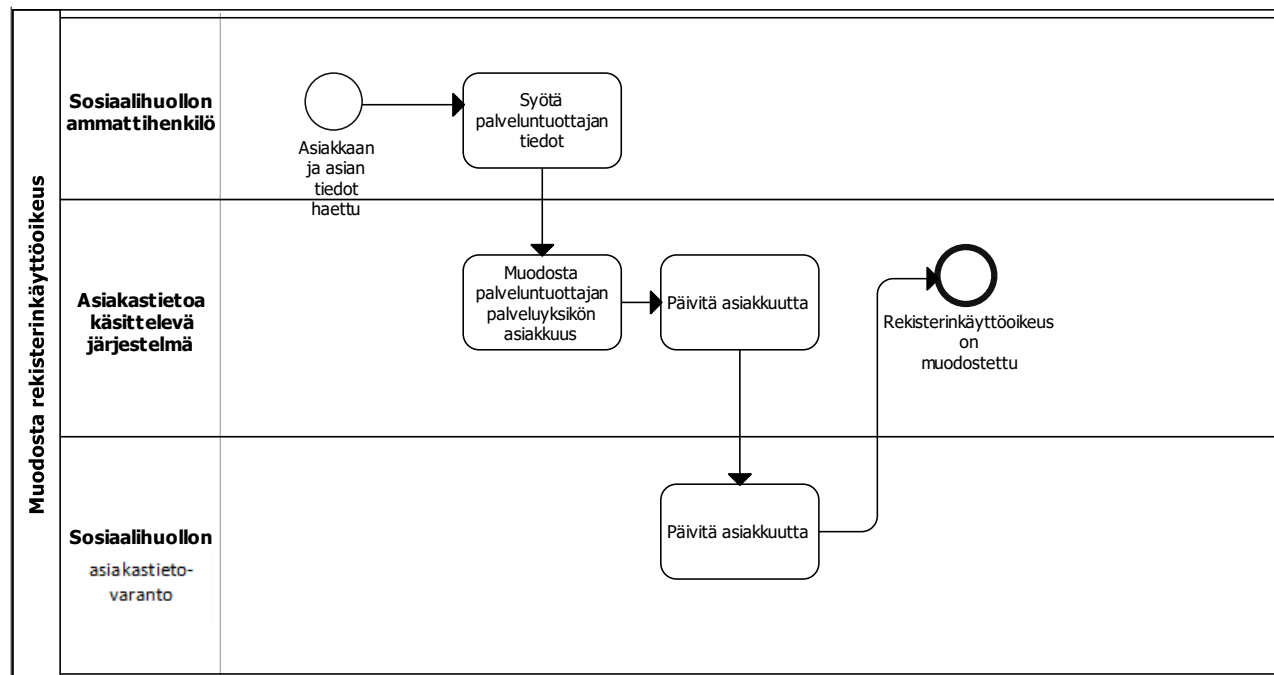 Muodosta rekisterinkäyttöoikeus
Sosiaalihuollon
ammattihenkilö
Asiakkaan
ja asian
tiedot
haettu
Syötä
palveluntuottajan
tiedot
Asiakastietoa
käsittelevä
järjestelmä
Muodosta
palveluntuottajan
palveluyksikön
asiakkuus
Päivitä asiakkuutta
Rekisterinkäyttöoikeus
on
muodostettu
Sosiaalihuollon
asiakastieto-
varanto
Päivitä asiakkuutta